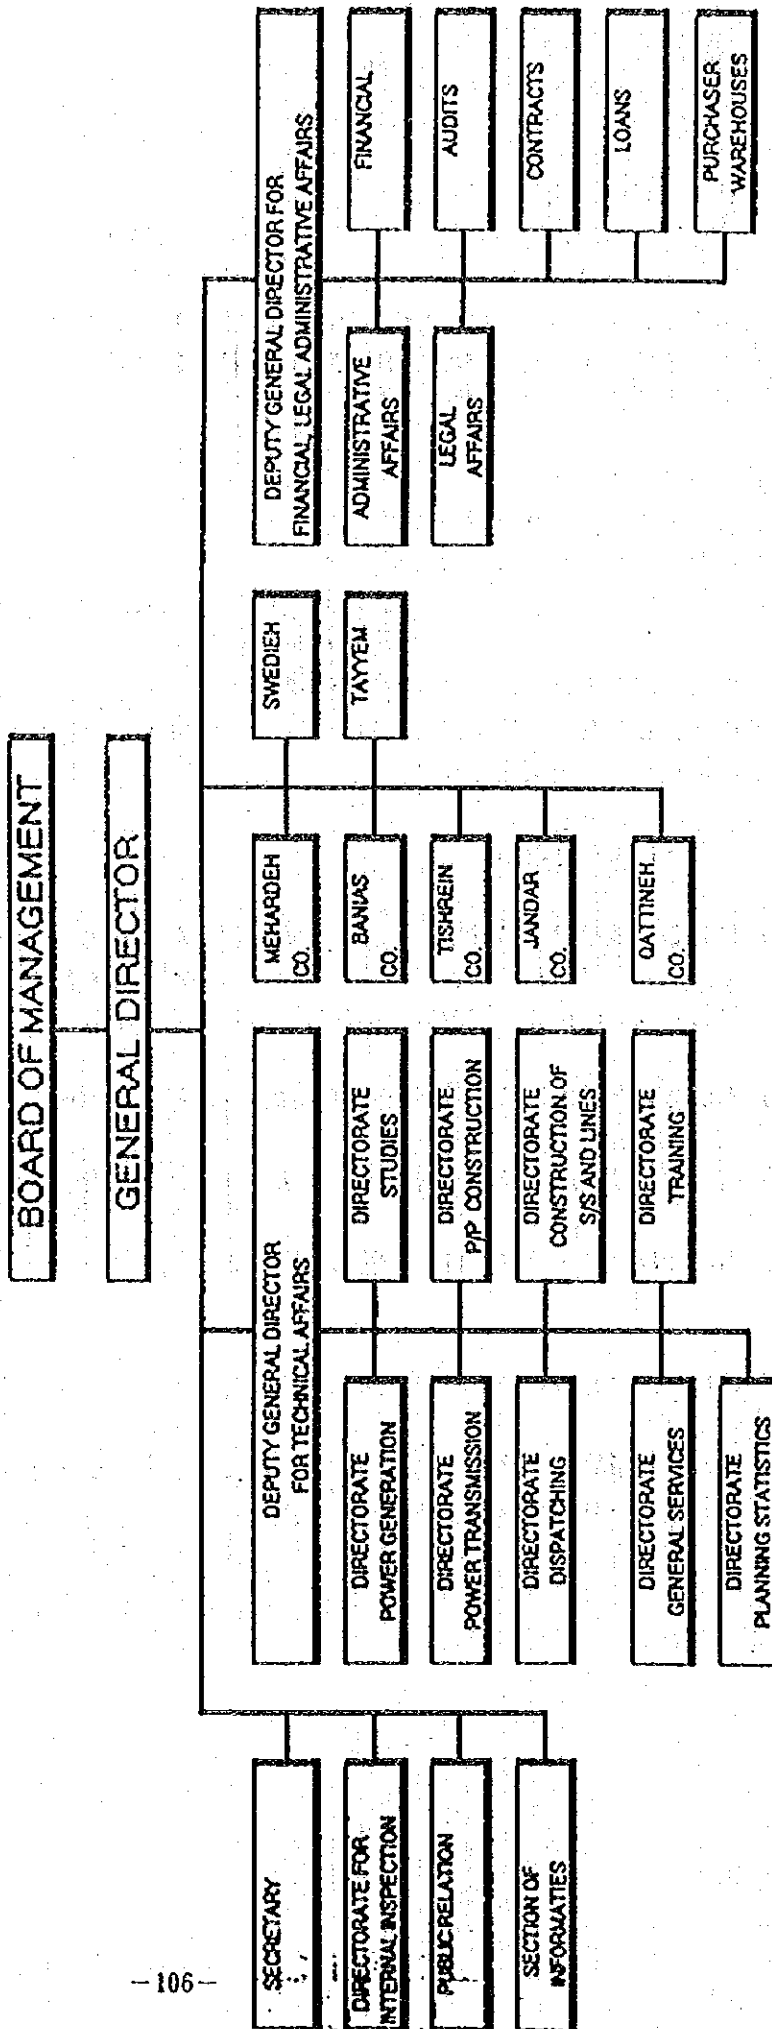 BOARD OF MANAGEMENT
GENERAL DIRECTOR
SECRETARY
DIRECTORATE FOR
INTERNAL INSPECTION
PUBLIC RELATION
SECTION OF
INFORMATIES
DEPUTY GENERAL DIRECTOR
FOR TECHNICAL AFFAIRS
DIRECTORATE
POWER GENERATION
DIRECTORATE
POWER TRANSMISSION
DIRECTORATE
DISPATCHING
DIRECTORATE
GENERAL SERVICES
DIRECTORATE
PLANNING STATISTICS
DIRECTORATE
STUDIES
DIRECTORATE
P/P CONSTRUCTION
DIRECTORATE
CONSTRUCTION OF
S/S AND LINES
DIRECTORATE
TRAINING
MEHARDEH
CO.
BANIAS
CO.
TISHREIN
CO.
JANDAR
CO.
QATTINEH
CO.
SWEDIEH
TAYYEM
DEPUTY GENERAL DIRECTOR FOR
FINANCIAL, LEGAL ADMINISTRATIVE AFFAIRS
ADMINISTRATIVE
AFFAIRS
LEGAL
AFFAIRS
FINANCIAL
AUDITS
CONTRACTS
LOANS
PURCHASER
WAREHOUSES
-106-